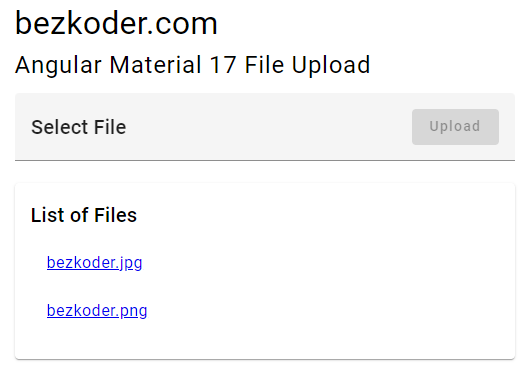 bezkoder.com
Angular Material 17 File Upload
Select File Upload
List of Files
bezkoder.jpg
bezkoder.png